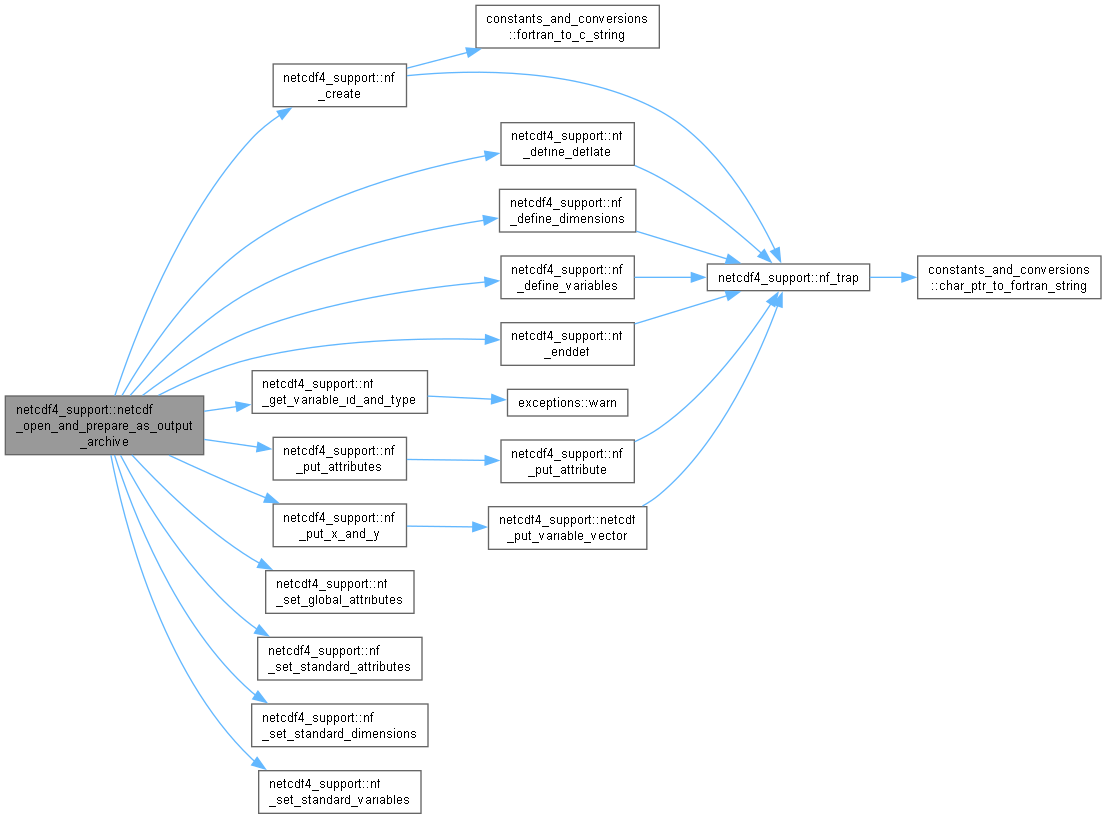 constants_and_conversions
::fortran_to_c_string
netcdf4_support::nf
_create
netcdf4_support::nf
_define_deflate
netcdf4_support::nf
_define_dimensions
netcdf4_support::nf
_define_variables
netcdf4_support::nf_trap
constants_and_conversions
::char_ptr_to_fortran_string
netcdf4_support::nf
_enddef
netcdf4_support::netcdf
_open_and_prepare_as_output
_archive
netcdf4_support::nf
_get_variable_id_and_type
exceptions::warn
netcdf4_support::nf
_put_attributes
netcdf4_support::nf
_put_attribute
netcdf4_support::nf
_put_x_and_y
netcdf4_support::netcdf
_put_variable_vector
netcdf4_support::nf
_set_global_attributes
netcdf4_support::nf
_set_standard_attributes
netcdf4_support::nf
_set_standard_dimensions
netcdf4_support::nf
_set_standard_variables